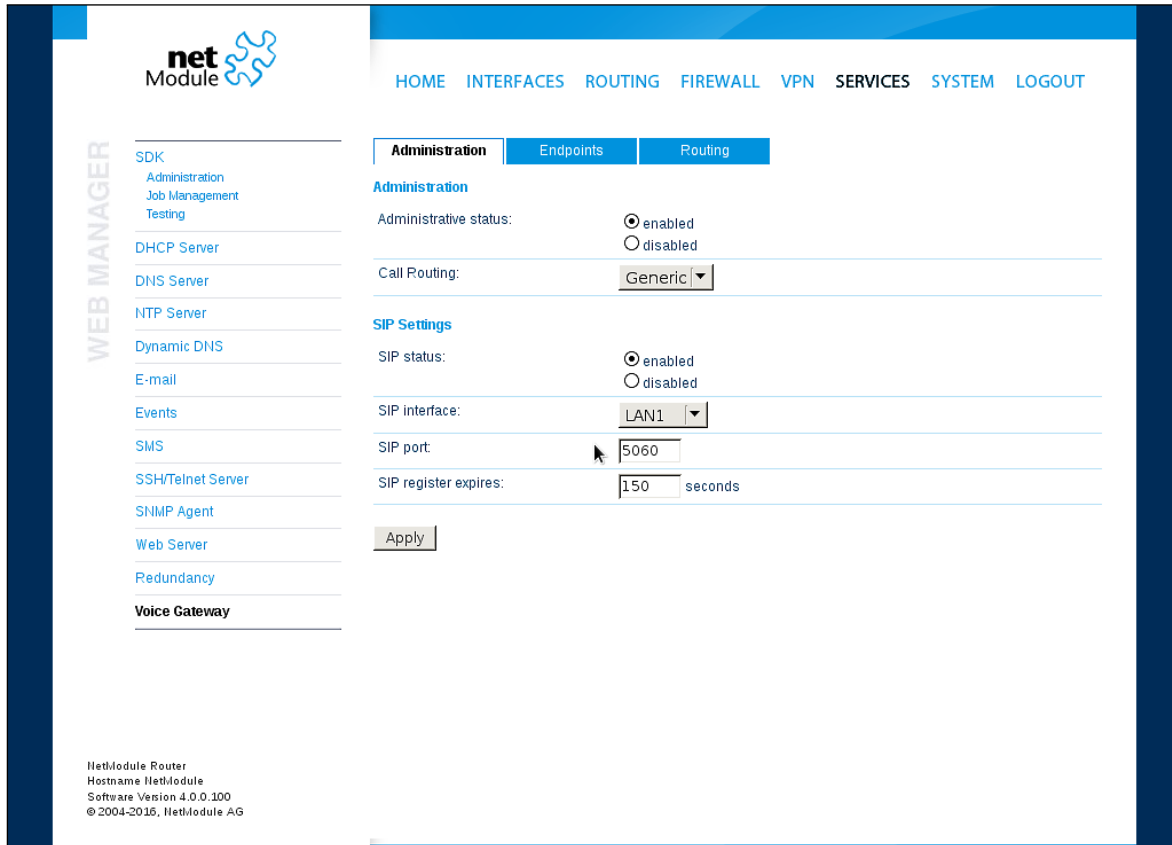 net
Module
HOME INTERFACES ROUTING FIREWALL VPN SERVICES SYSTEM LOGOUT
WEB MANAGER
SDK
Administration
Job Management
Testing
DHCP Server
DNS Server
NTP Server
Dynamic DNS
E-mail
Events
SMS
SSH/Telnet Server
SNMP Agent
Web Server
Redundancy
Voice Gateway
Administration Endpoints Routing
Administration
Administrative status: enabled
disabled
Call Routing: Generic
SIP Settings
SIP status: enabled
disabled
SIP interface: LAN1
SIP port: 5060
SIP register expires: 150 seconds
Apply
NetModule Router
Hostname NetModule
Software Version 4.0.0.100
© 2004-2016, NetModule AG